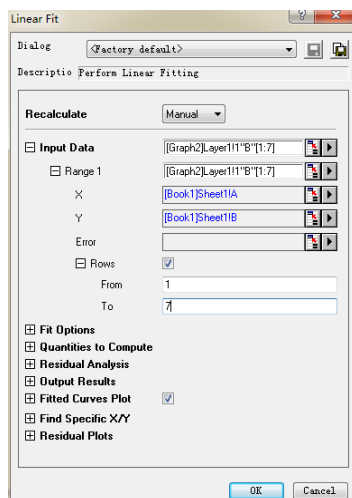 Linear Fit
Dialog <Factory default>
Descriptio Perform Linear Fitting
Recalculate Manual
Input Data [Graph2]Layer1!1"B"[1:7]
Range 1 [Graph2]Layer1!1"B"[1:7]
X [Book1]Sheet1!A
Y [Book1]Sheet1!B
Error
Rows
From 1
To 7
Fit Options
Quantities to Compute
Residual Analysis
Output Results
Fitted Curves Plot
Find Specific X/Y
Residual Plots
OK Cancel